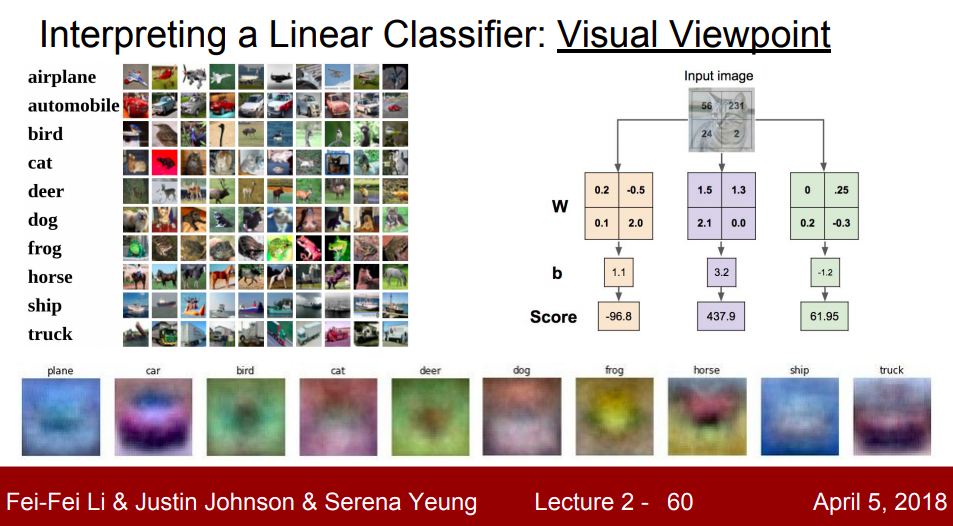 Interpreting a Linear Classifier: Visual Viewpoint
airplane
automobile
bird
cat
deer
dog
frog
horse
ship
truck
Input image
56 231
24 2
W
0.2 -0.5
0.1 2.0
1.5 1.3
2.1 0.0
0 .25
0.2 -0.3
b
1.1
3.2
-1.2
Score
-96.8
437.9
61.95
plane car bird cat deer dog frog horse ship truck
Fei-Fei Li & Justin Johnson & Serena Yeung Lecture 2 - 60 April 5, 2018